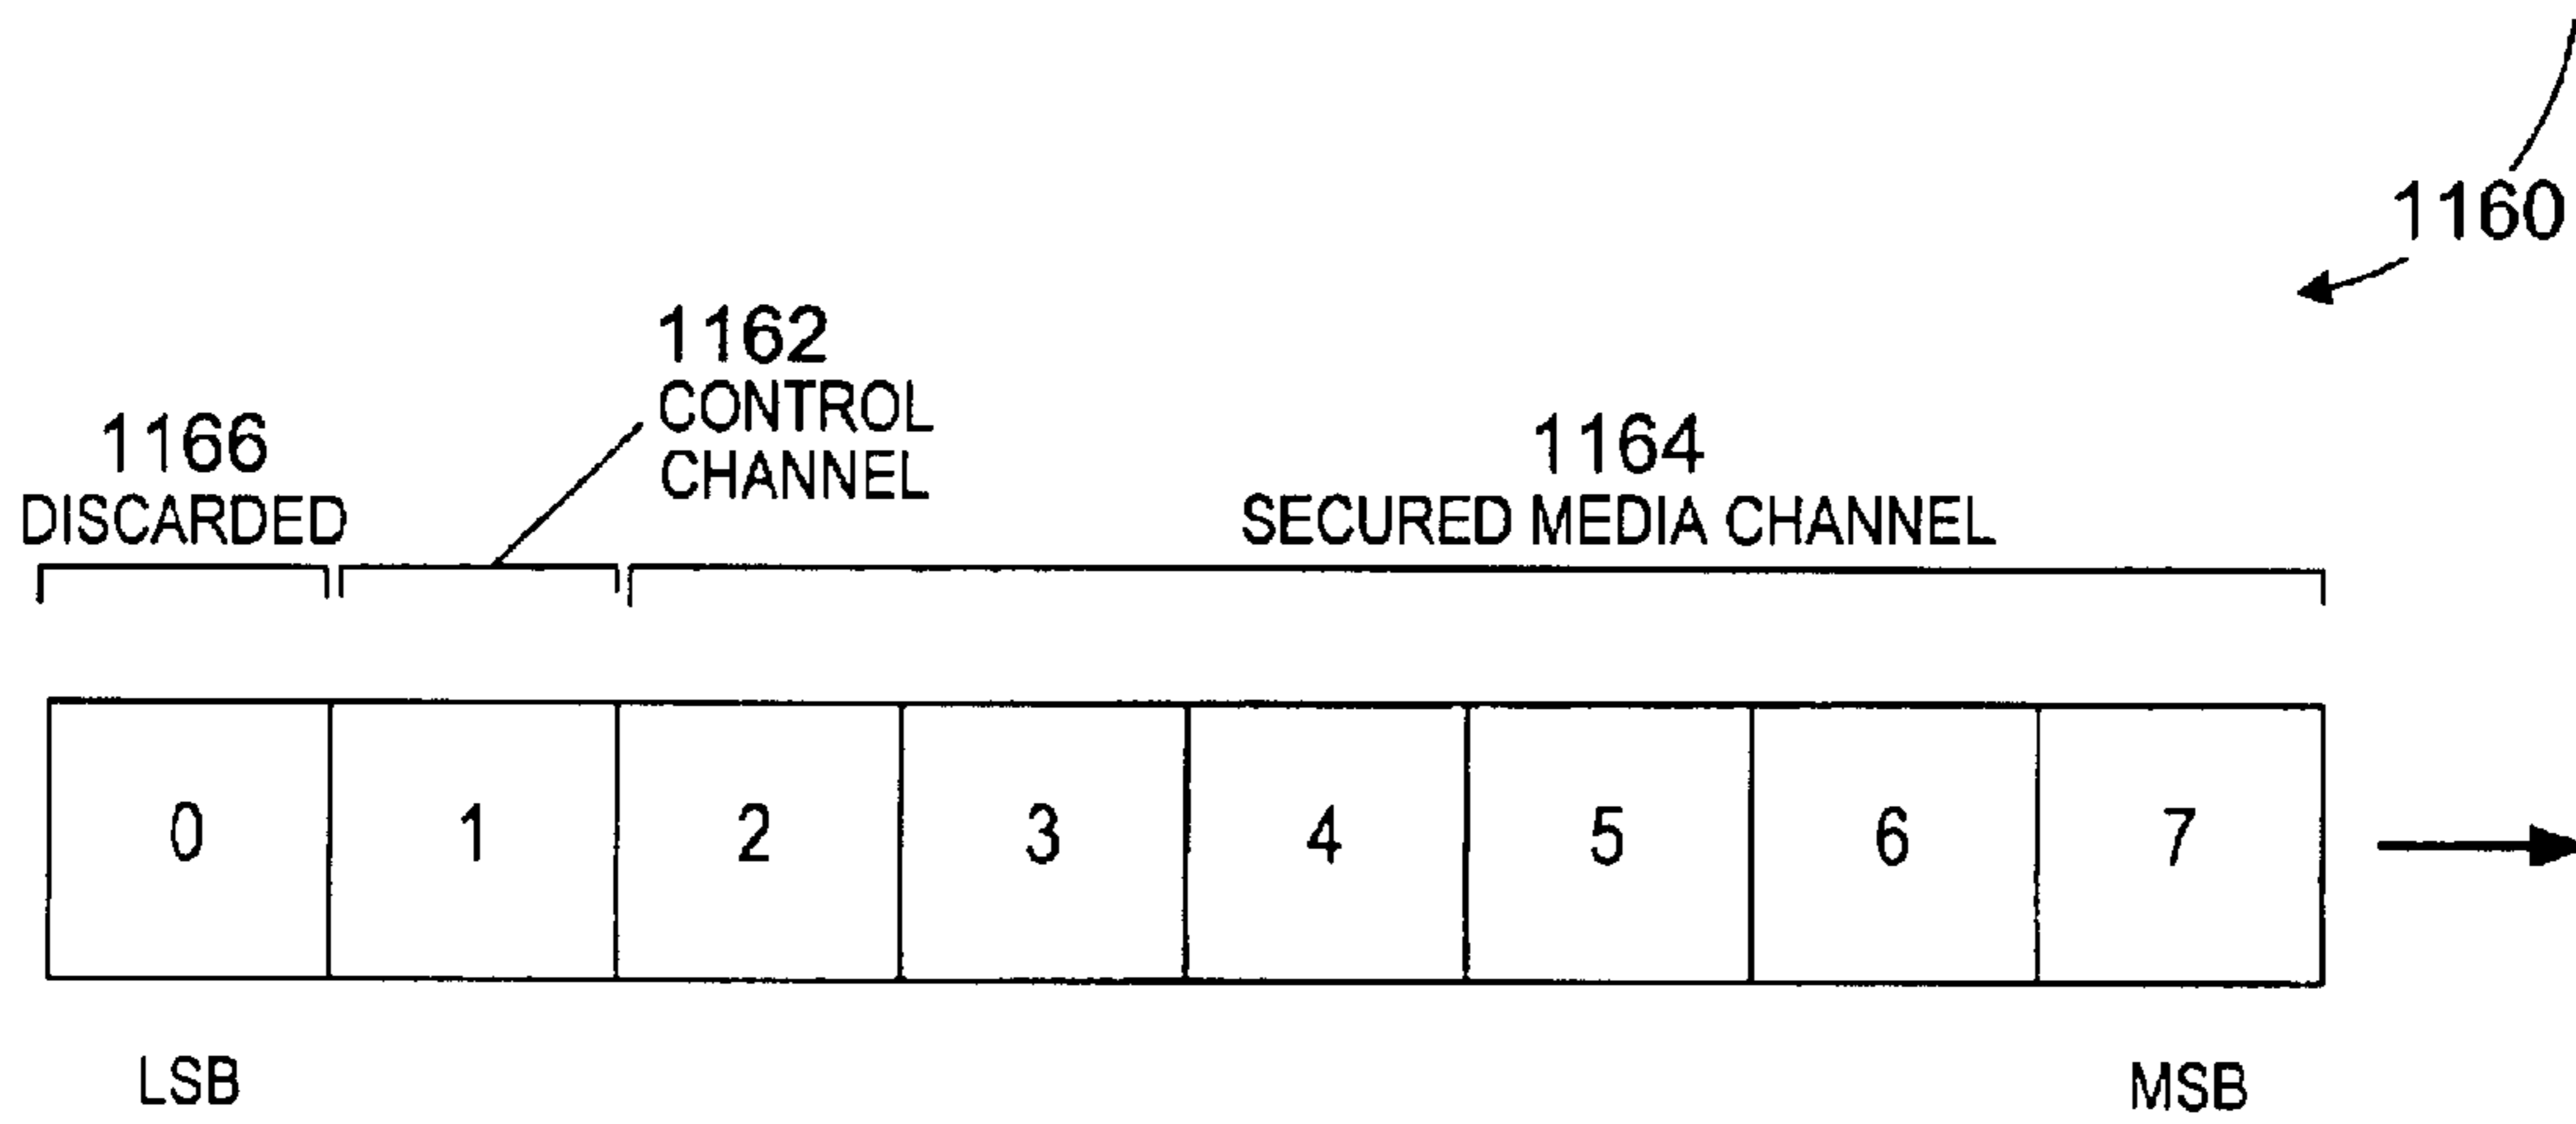 1160
1162
CONTROL
CHANNEL
1166
DISCARDED
1164
SECURED MEDIA CHANNEL
0 1 2 3 4 5 6 7
LSB MSB